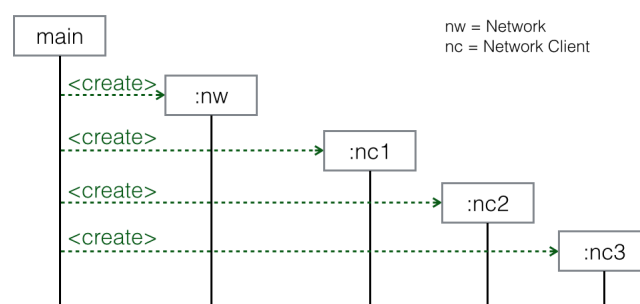 main
nw = Network
nc = Network Client
<create>
:nw
<create>
:nc1
<create>
:nc2
<create>
:nc3